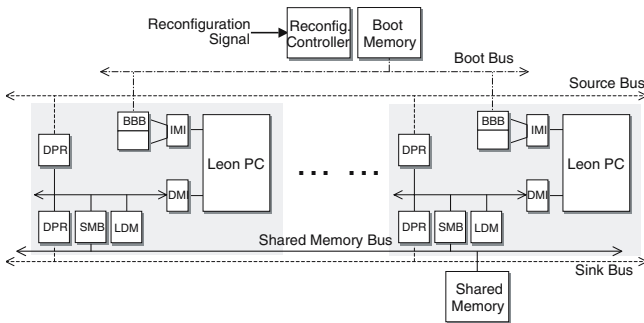 Reconfiguration
Signal
Reconfig.
Controller
Boot
Memory
Boot Bus
Source Bus
BBB
IMI
DPR
Leon PC
DMI
DPR
SMB
LDM
... ...
BBB
IMI
DPR
Leon PC
DMI
DPR
SMB
LDM
Shared Memory Bus
Sink Bus
Shared
Memory